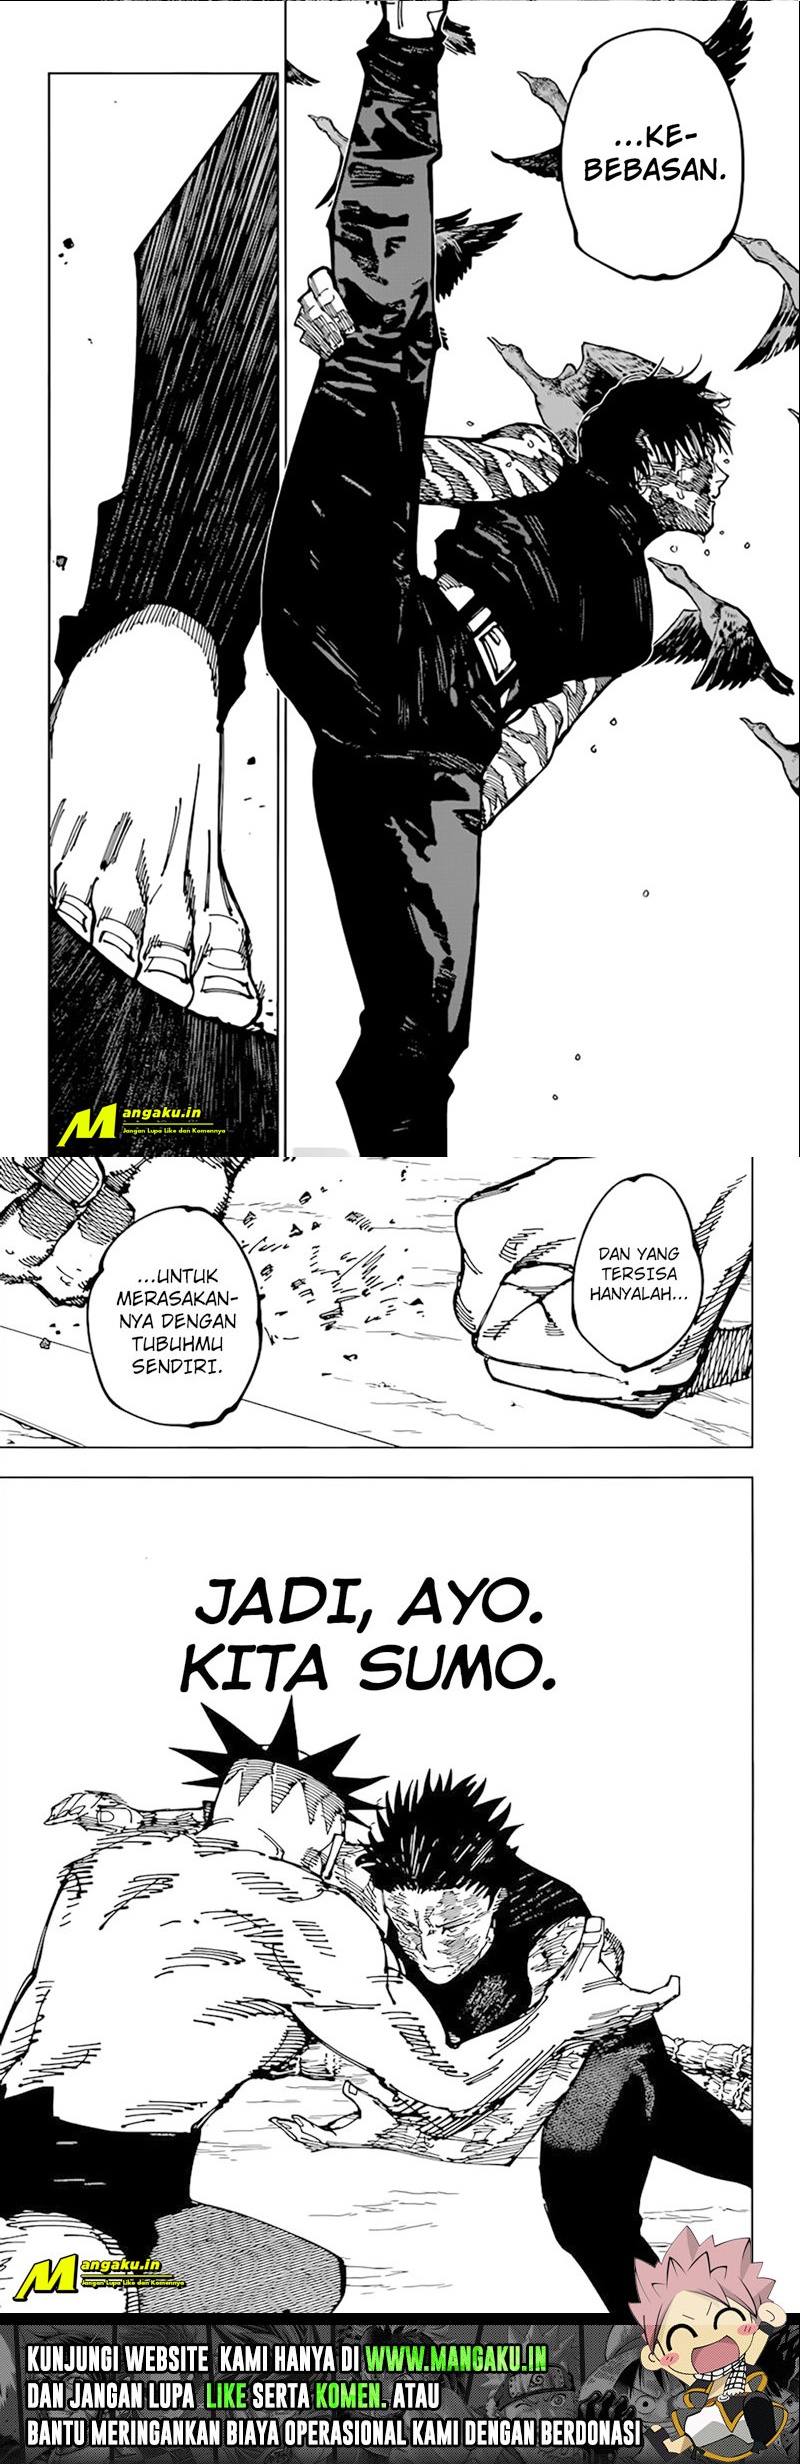 ...KE-
BEBASAN.
Mangaku.in
Jangan Lupa Like dan Komennya
DAN YANG
TERSISA
HANYALAH...
...UNTUK
MERASAKAN-
NYA DENGAN
TUBUHMU
SENDIRI.
JADI, AYO.
KITA SUMO.
Mangaku.in
Jangan Lupa Like dan Komennya
KUNJUNGI WEBSITE KAMI HANYA DI WWW.MANGAKU.IN
DAN JANGAN LUPA LIKE SERTA KOMEN. ATAU
BANTU MERINGANKAN BIAYA OPERASIONAL KAMI DENGAN BERDONASI